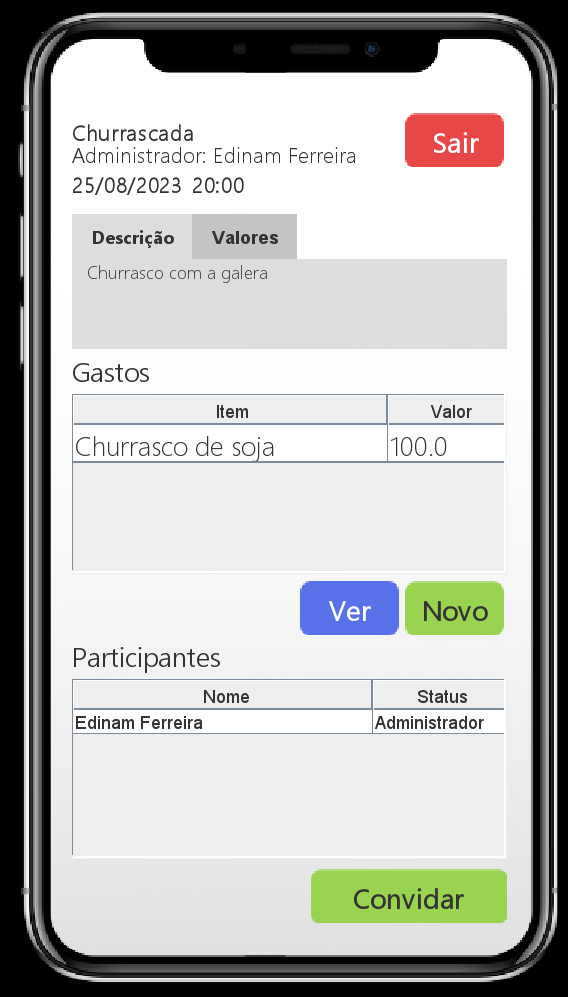 Churrascada
Administrador: Edinam Ferreira
25/08/2023 20:00
Sair
Descrição Valores
Churrasco com a galera
Gastos
Item Valor
Churrasco de soja 100.0
Ver Novo
Participantes
Nome Status
Edinam Ferreira Administrador
Convidar